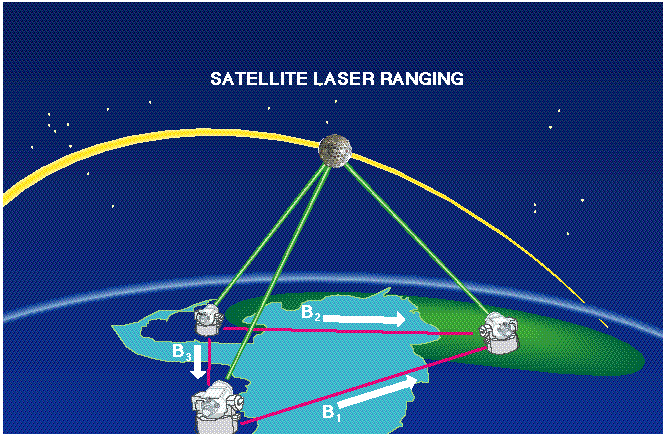 SATELLITE LASER RANGING
B2
B3
B1